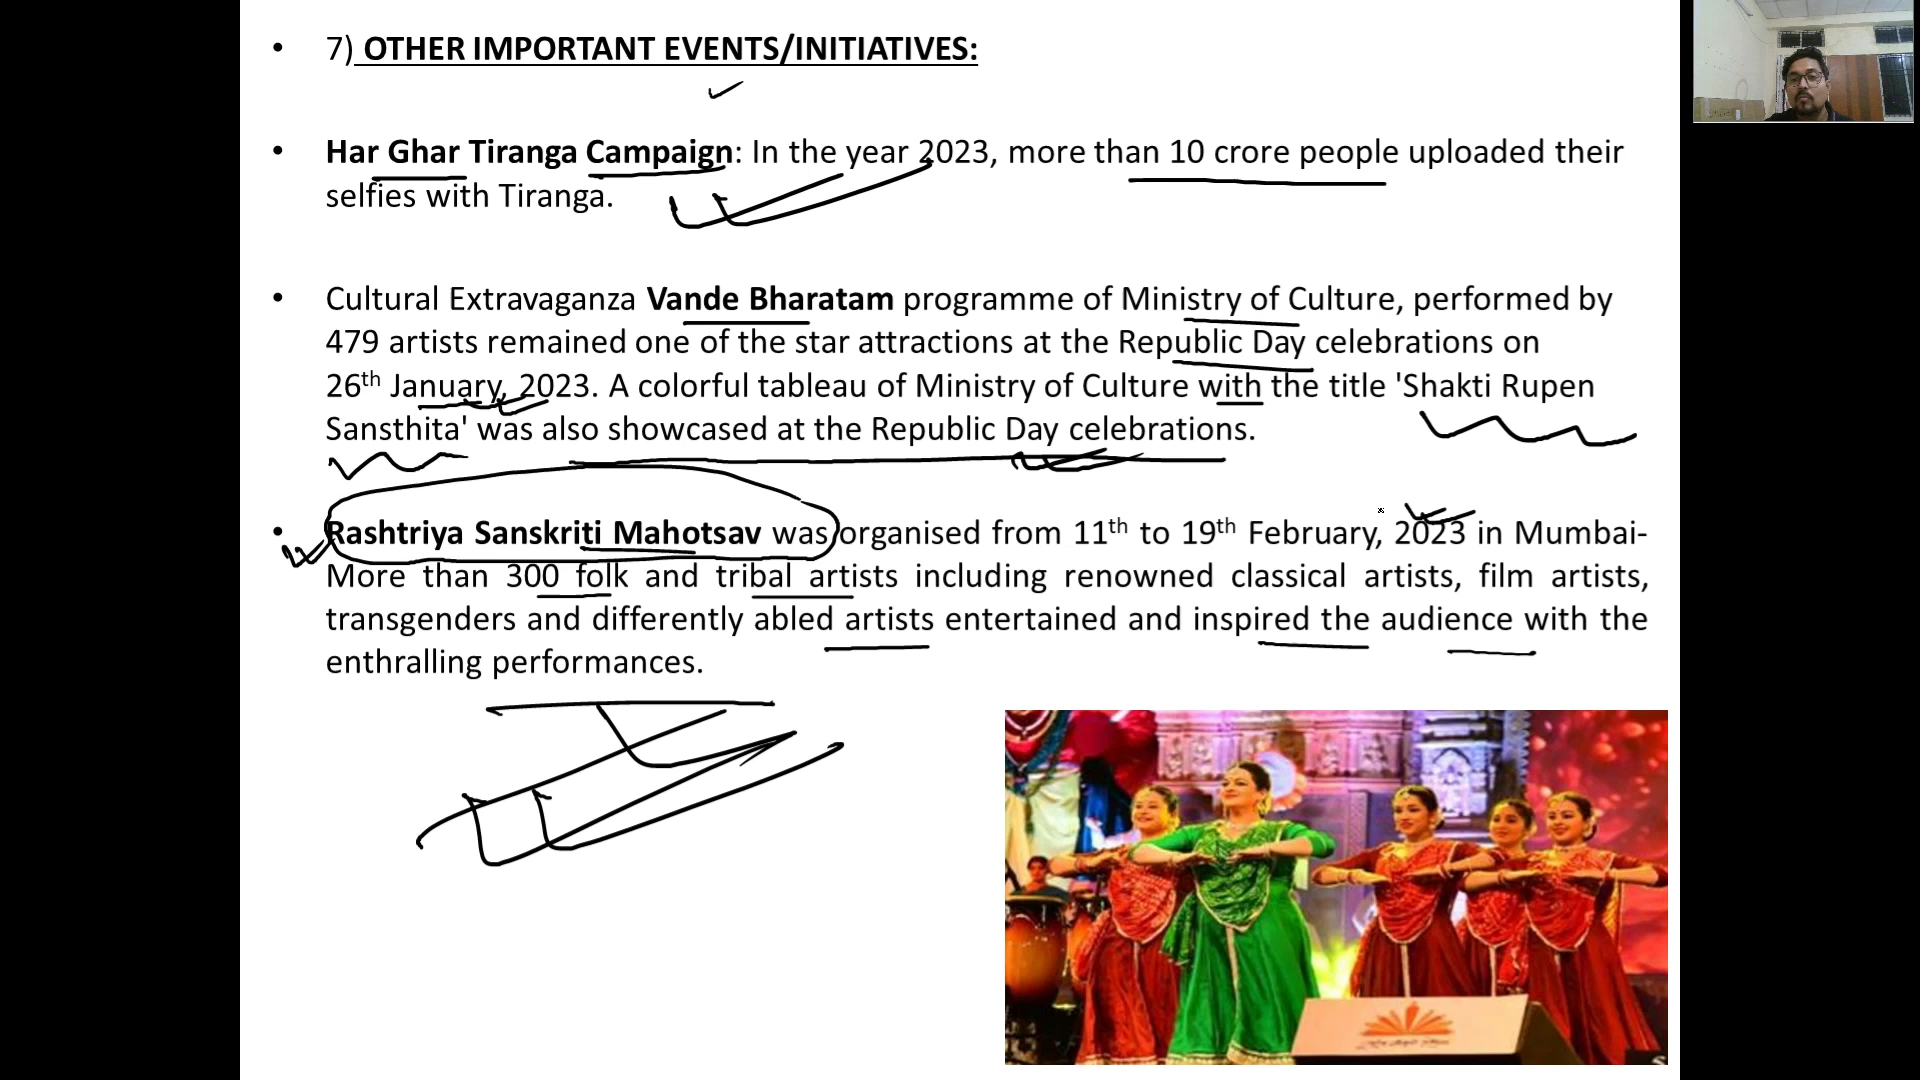 • 7) OTHER IMPORTANT EVENTS/INITIATIVES:
• Har Ghar Tiranga Campaign: In the year 2023, more than 10 crore people uploaded their
selfies with Tiranga.
• Cultural Extravaganza Vande Bharatam programme of Ministry of Culture, performed by
479 artists remained one of the star attractions at the Republic Day celebrations on
26th January, 2023. A colorful tableau of Ministry of Culture with the title 'Shakti Rupen
Sansthita' was also showcased at the Republic Day celebrations.
• Rashtriya Sanskriti Mahotsav was organised from 11th to 19th February, 2023 in Mumbai-
More than 300 folk and tribal artists including renowned classical artists, film artists,
transgenders and differently abled artists entertained and inspired the audience with the
enthralling performances.